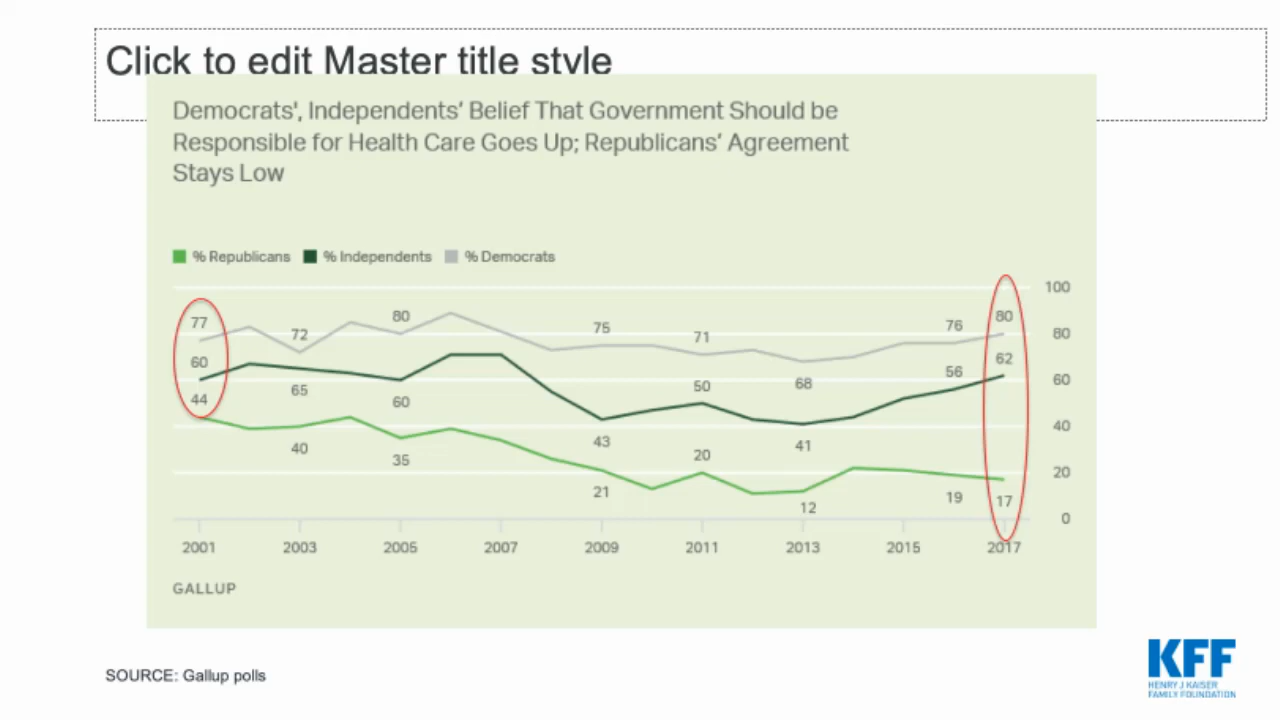 Click to edit Master title style
Democrats', Independents' Belief That Government Should be
Responsible for Health Care Goes Up; Republicans' Agreement
Stays Low
% Republicans % Independents % Democrats
100
80
60
40
20
0
77 72 80 75 71 68 76 80
60 65 60 43 50 41 56 62
44 40 35 21 20 12 19 17
2001 2003 2005 2007 2009 2011 2013 2015 2017
GALLUP
SOURCE: Gallup polls
KFF
HENRY J KAISER
FAMILY FOUNDATION